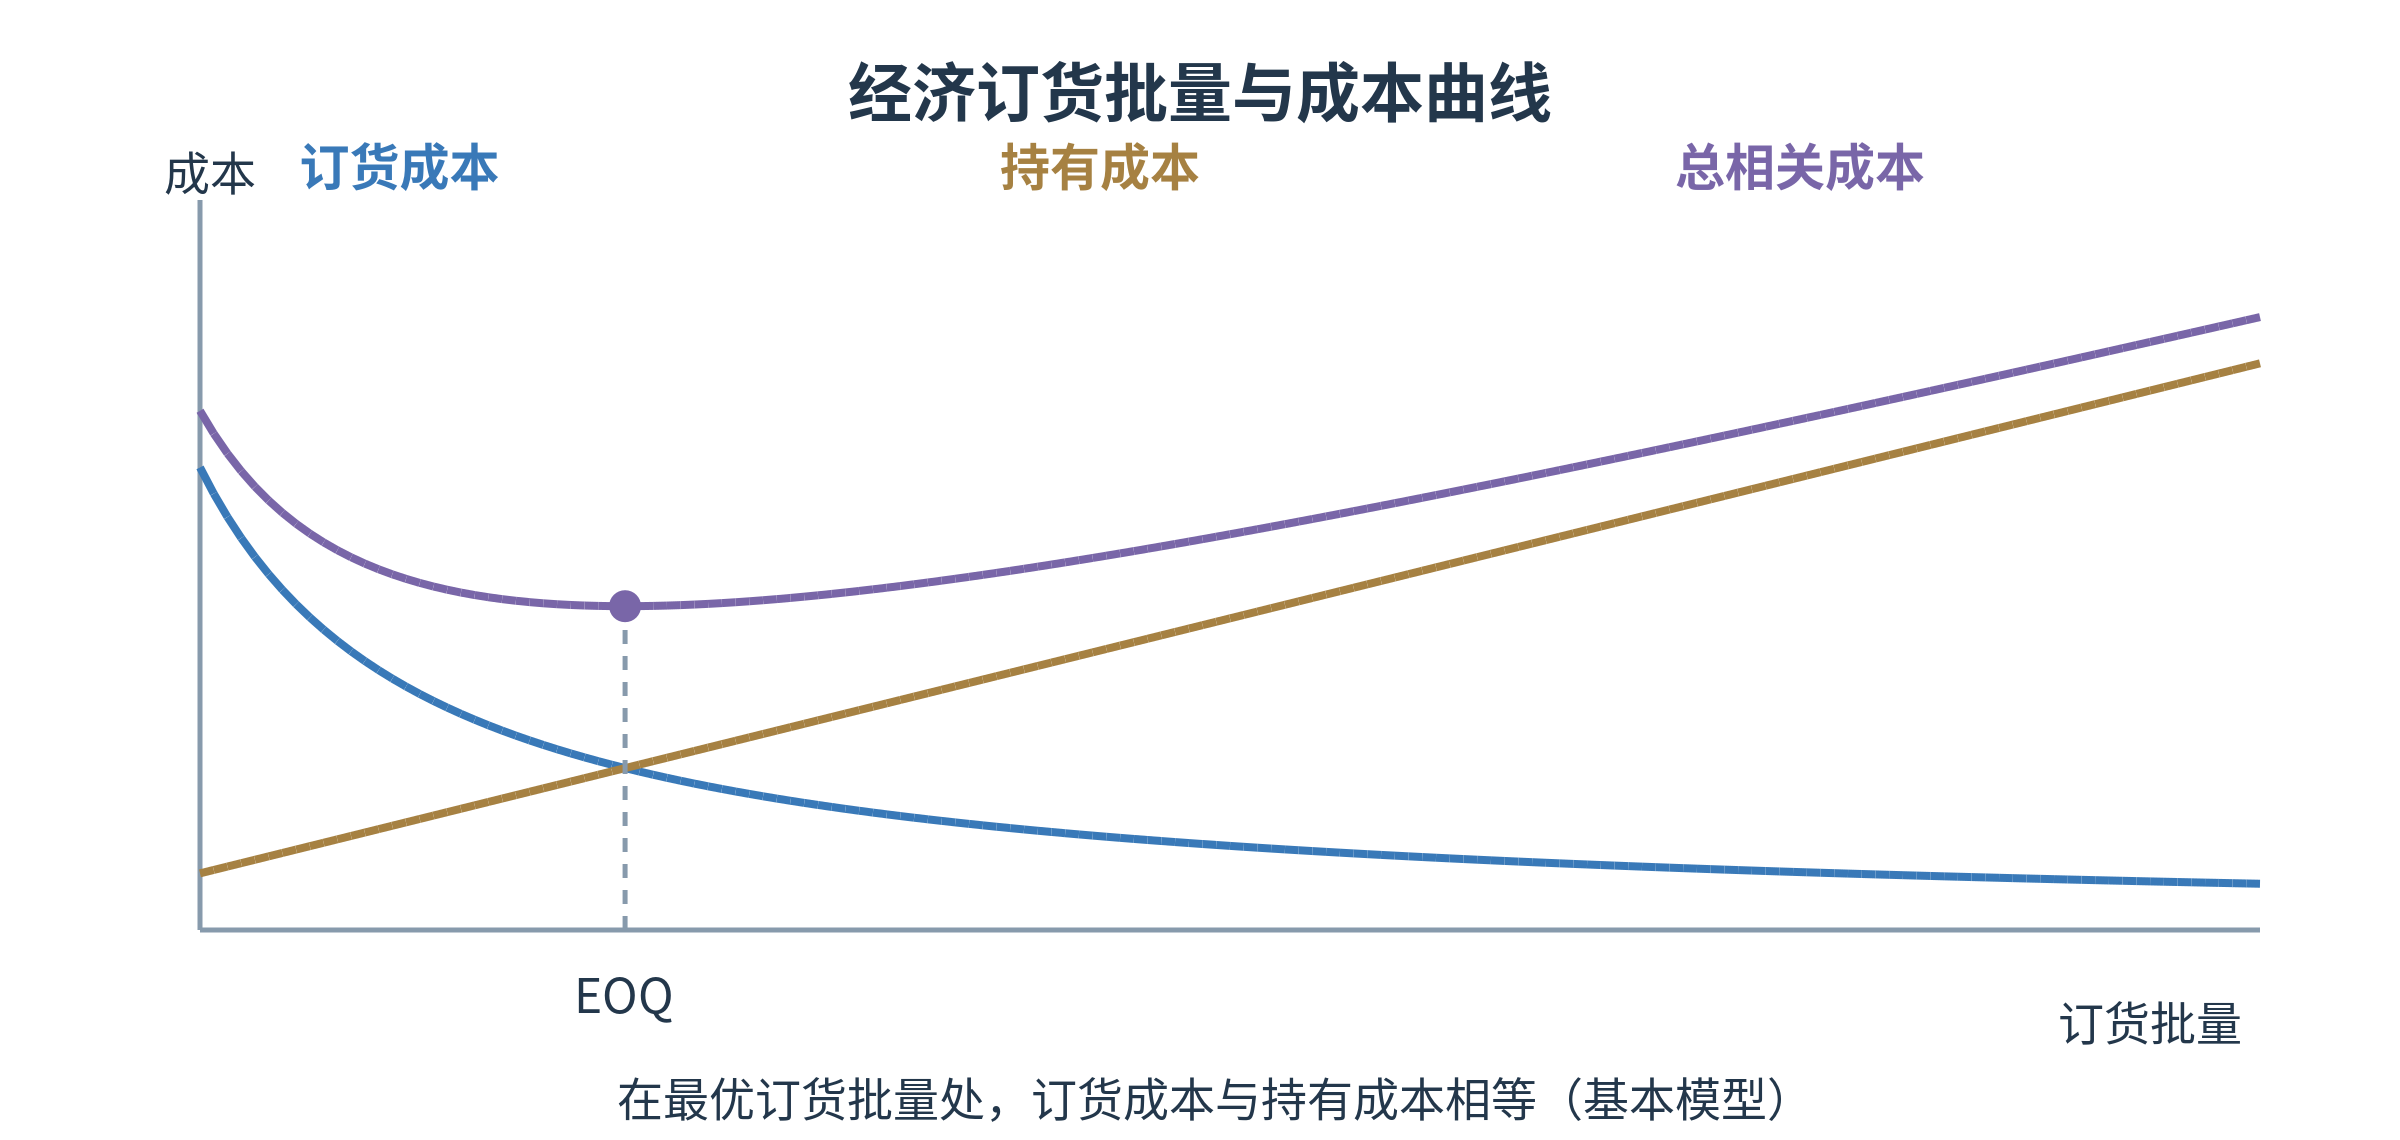 经济订货批量与成本曲线
成本
订货成本
持有成本
总相关成本
EOQ
订货批量
在最优订货批量处，订货成本与持有成本相等（基本模型）